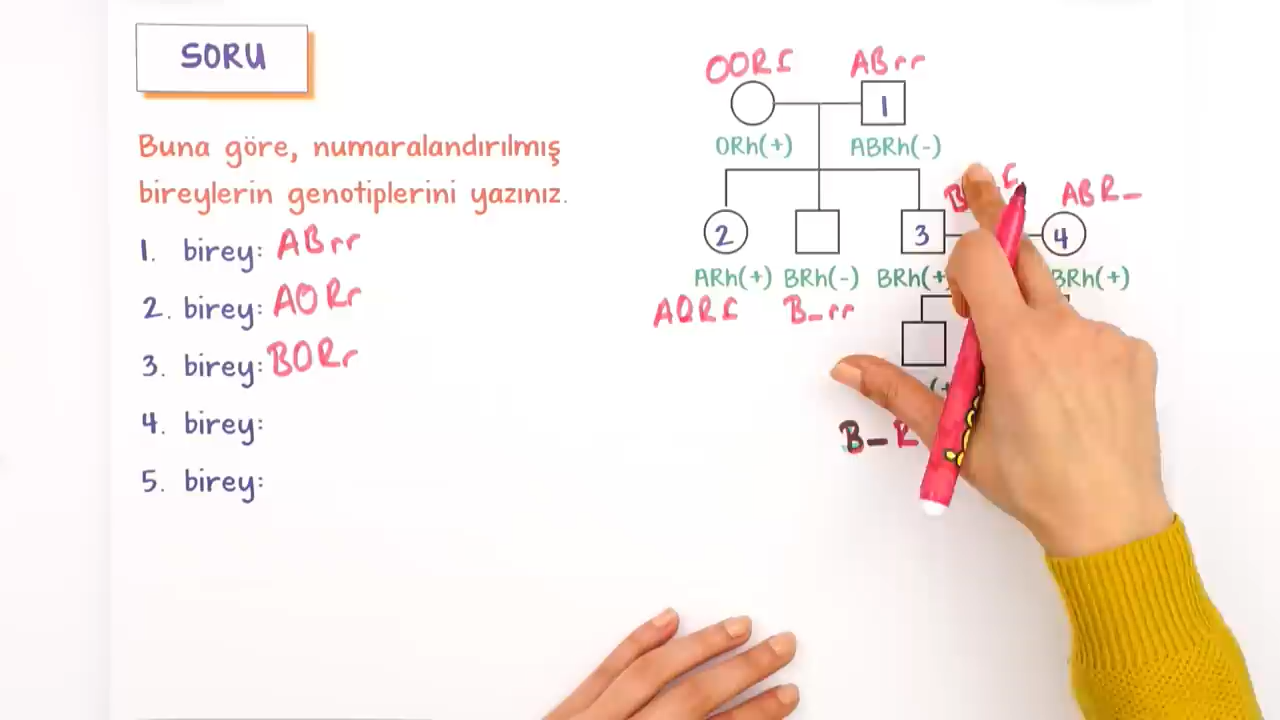 SORU
Buna göre, numaralandırılmış
bireylerin genotiplerini yazınız.
1. birey: ABrr
2. birey: AORr
3. birey: BORr
4. birey:
5. birey:
OORr ABrr
1
ORh(+) ABRh(-)
ABR_
2 3 4
ARh(+) BRh(-) BRh(+
BRh(+)
AORr B_rr
B_R